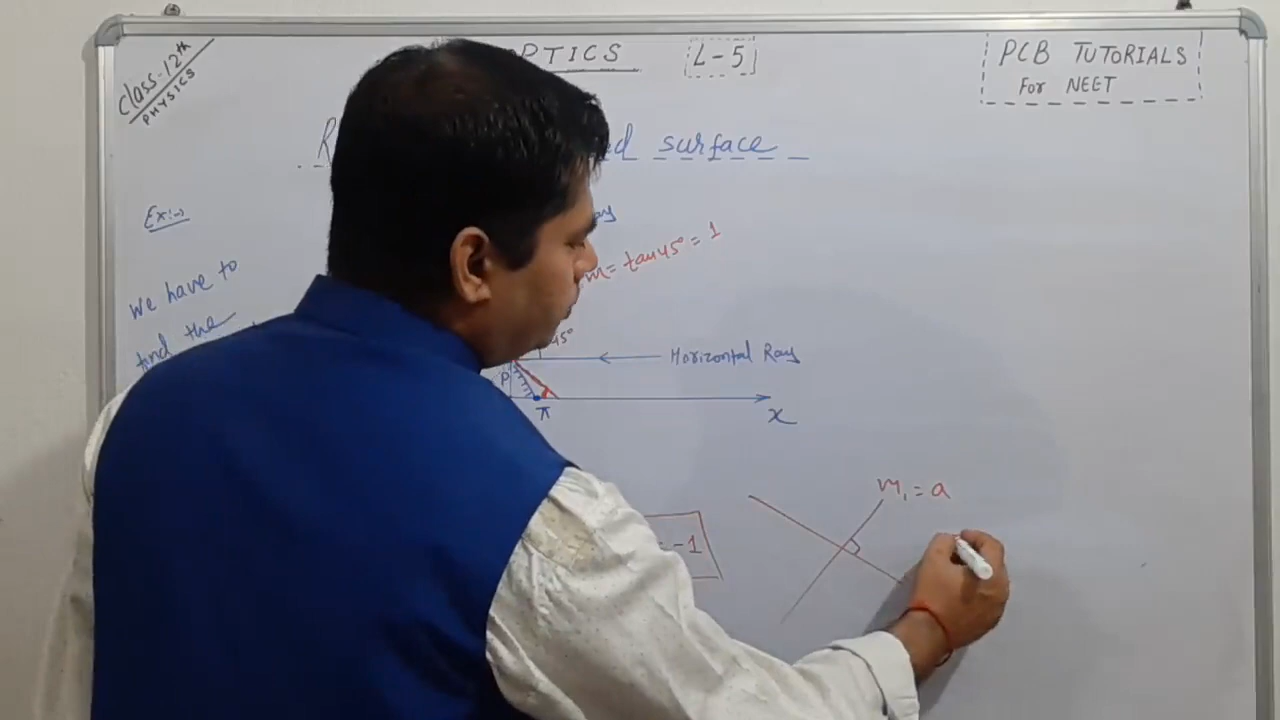 Class-12th
PHYSICS
OPTICS
L-5
PCB TUTORIALS
For NEET
surface
Ex:->
We have to
find the
m = tan45° = 1
45°
Horizontal Ray
P
π
x
m₁ = a
-1